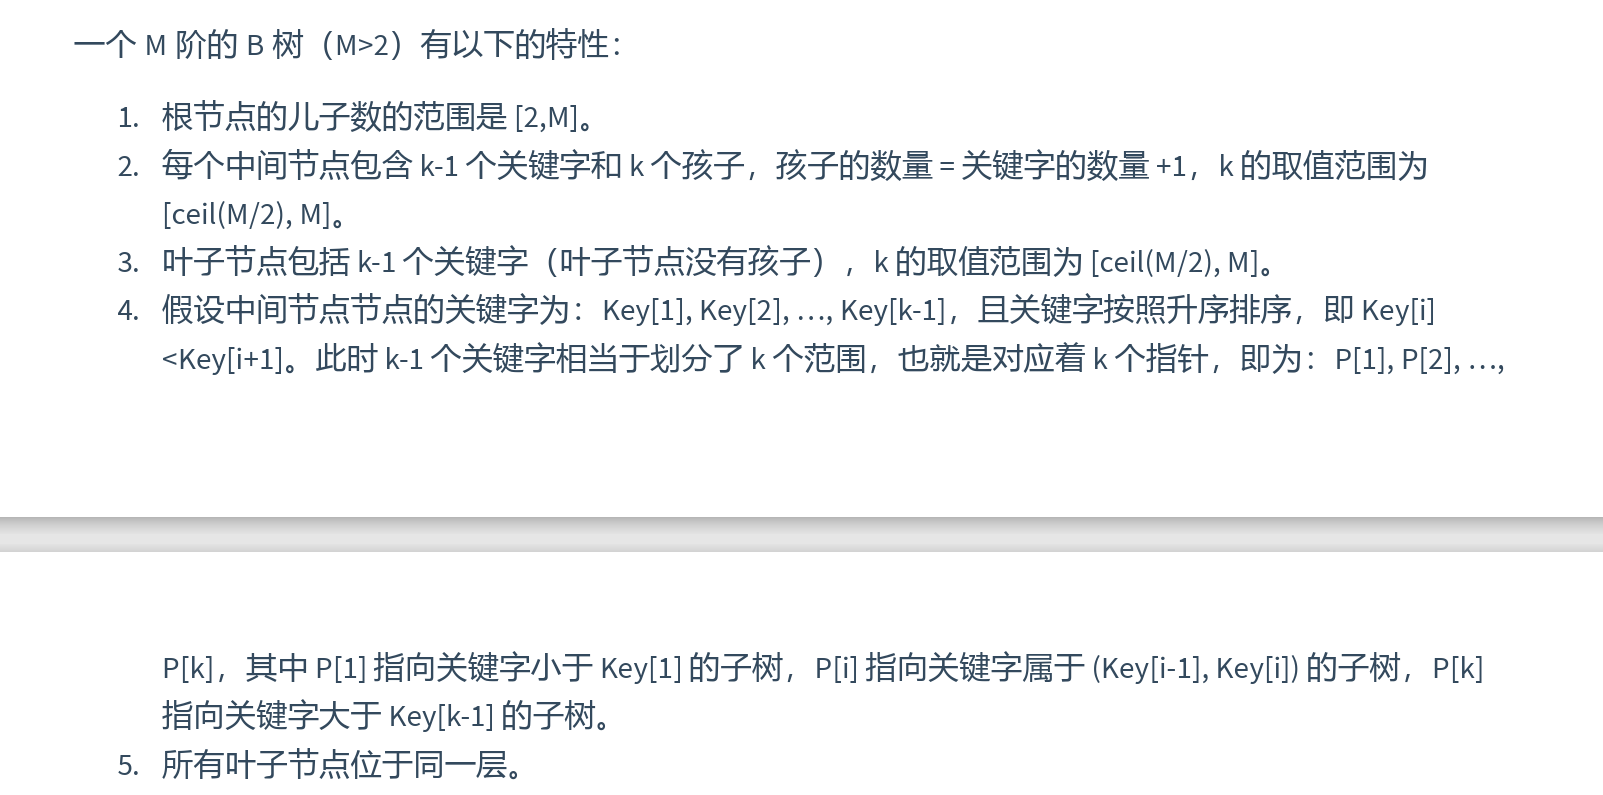 一个 M 阶的 B 树（M>2）有以下的特性：
1. 根节点的儿子数的范围是 [2,M]。
2. 每个中间节点包含 k-1 个关键字和 k 个孩子，孩子的数量 = 关键字的数量 +1，k 的取值范围为
[ceil(M/2), M]。
3. 叶子节点包括 k-1 个关键字（叶子节点没有孩子），k 的取值范围为 [ceil(M/2), M]。
4. 假设中间节点节点的关键字为：Key[1], Key[2], …, Key[k-1]，且关键字按照升序排序，即 Key[i]
<Key[i+1]。此时 k-1 个关键字相当于划分了 k 个范围，也就是对应着 k 个指针，即为：P[1], P[2], …,
P[k]，其中 P[1] 指向关键字小于 Key[1] 的子树，P[i] 指向关键字属于 (Key[i-1], Key[i]) 的子树，P[k]
指向关键字大于 Key[k-1] 的子树。
5. 所有叶子节点位于同一层。